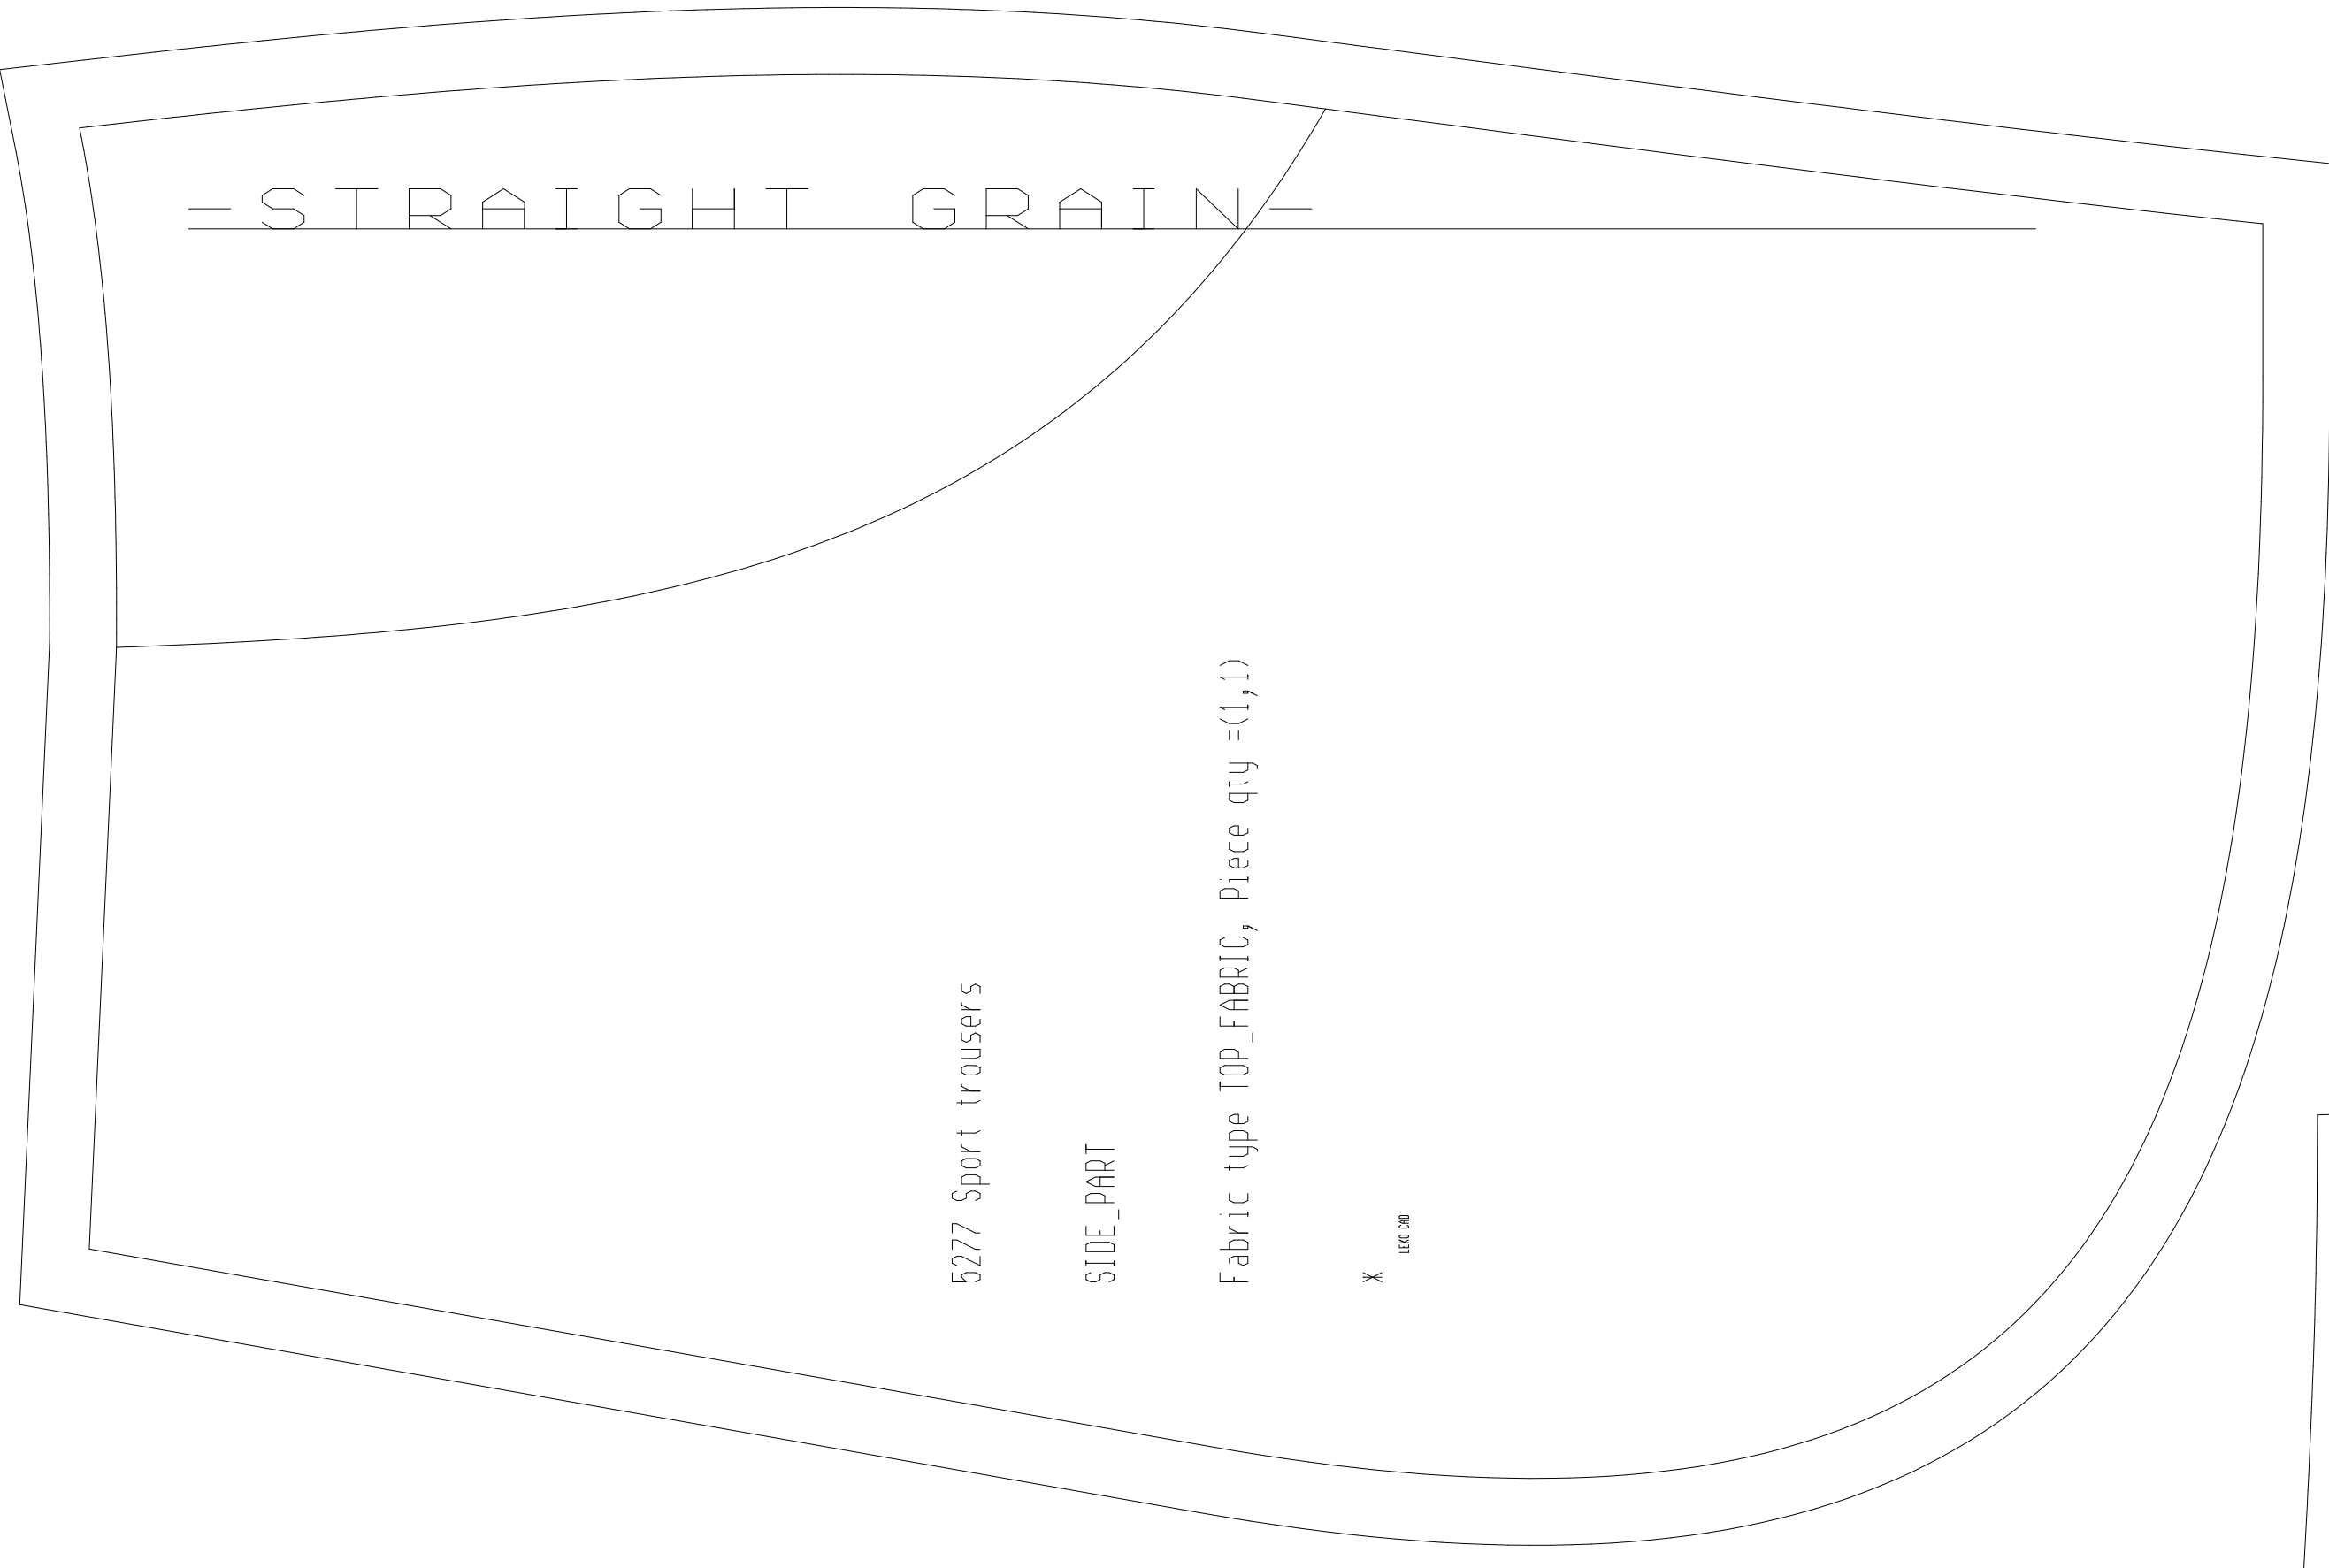 -STRAIGHT GRAIN-
5277 Sport trousers
SIDE_PART
Fabric type TOP_FABRIC, Piece qty =(1,1)
*
LEKO CAD